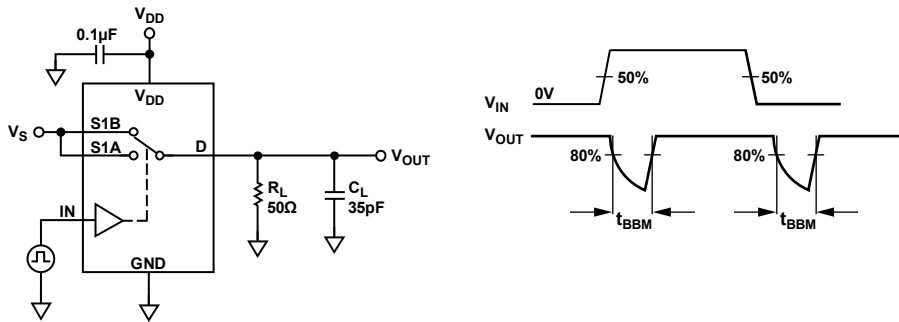 VDD
0.1µF
VDD
VS
S1B
S1A
D
VOUT
IN
RL
50Ω
CL
35pF
GND
50%
50%
VIN
0V
VOUT
80%
80%
tBBM
tBBM